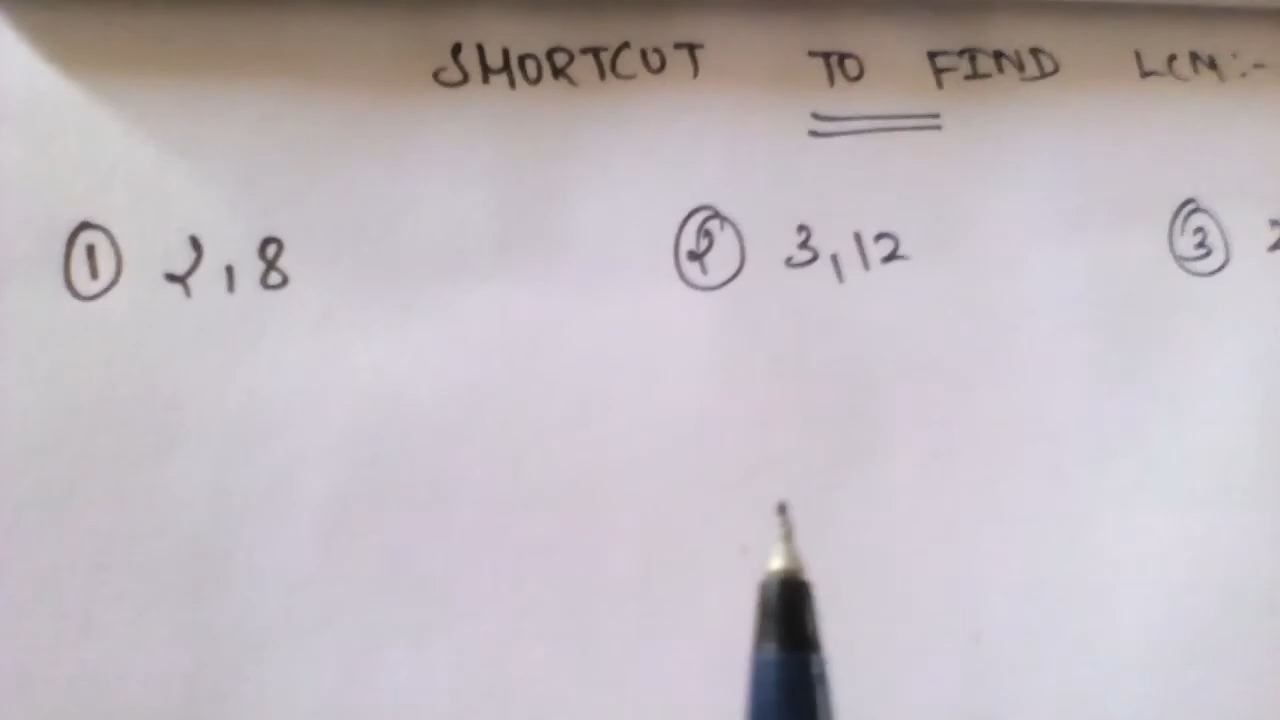 SHORTCUT TO FIND LCM:-
① 2,8 ② 3,12 ③